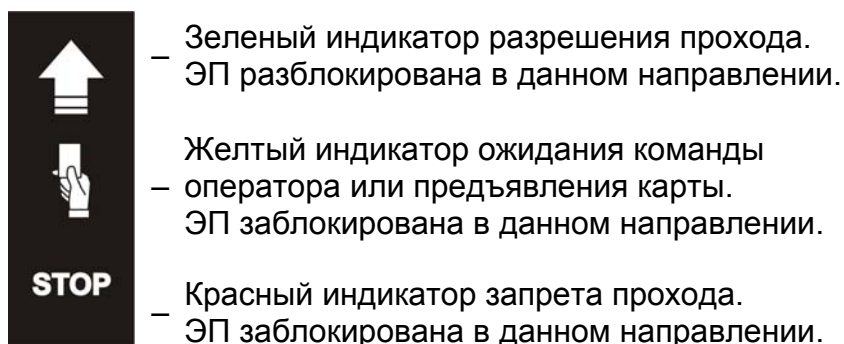 – Зеленый индикатор разрешения прохода.
ЭП разблокирована в данном направлении.
Желтый индикатор ожидания команды
– оператора или предъявления карты.
ЭП заблокирована в данном направлении.
STOP
– Красный индикатор запрета прохода.
ЭП заблокирована в данном направлении.